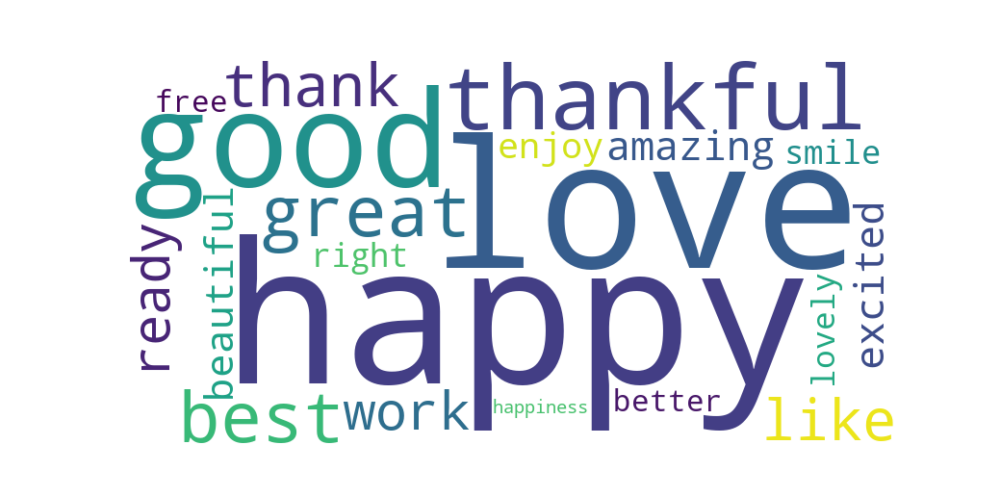 thank
thankful
free
good
love
enjoy
amazing
smile
great
beautiful
ready
right
happy
excited
lovely
best
work
happiness
better
like